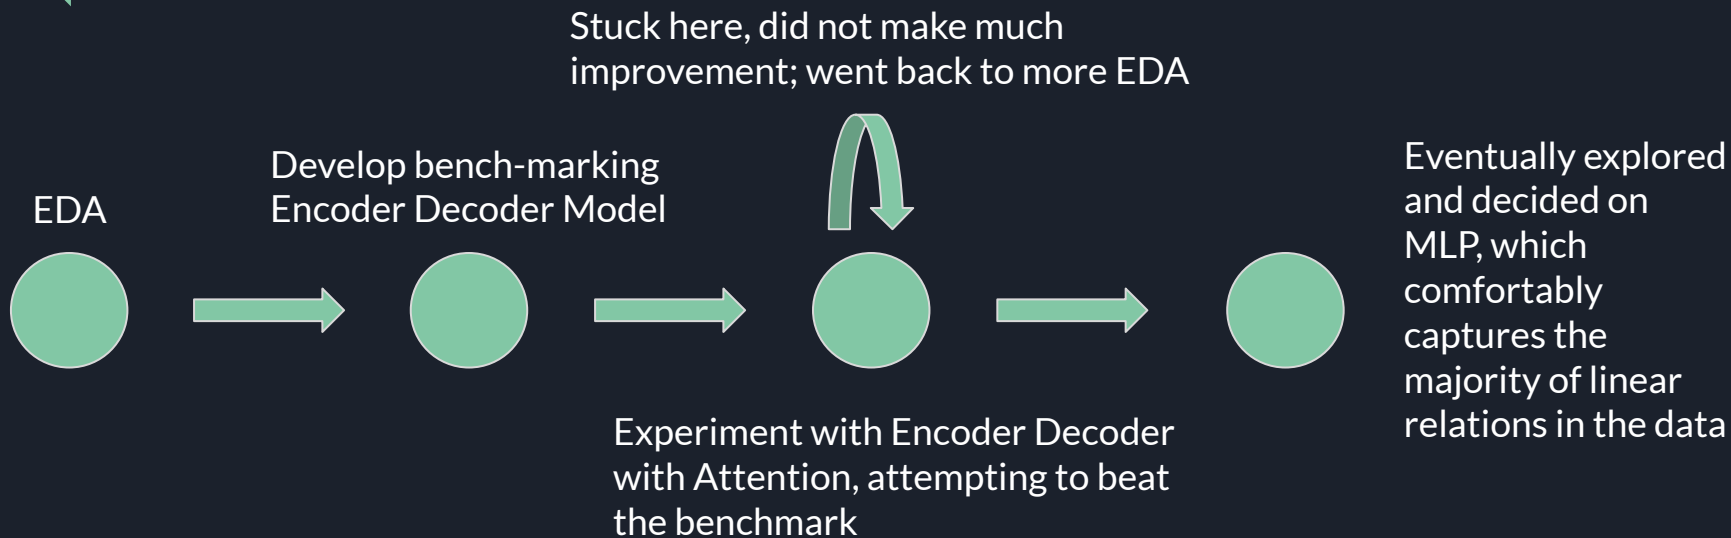 Stuck here, did not make much
improvement; went back to more EDA
EDA
Develop bench-marking
Encoder Decoder Model
Experiment with Encoder Decoder
with Attention, attempting to beat
the benchmark
Eventually explored
and decided on
MLP, which
comfortably
captures the
majority of linear
relations in the data